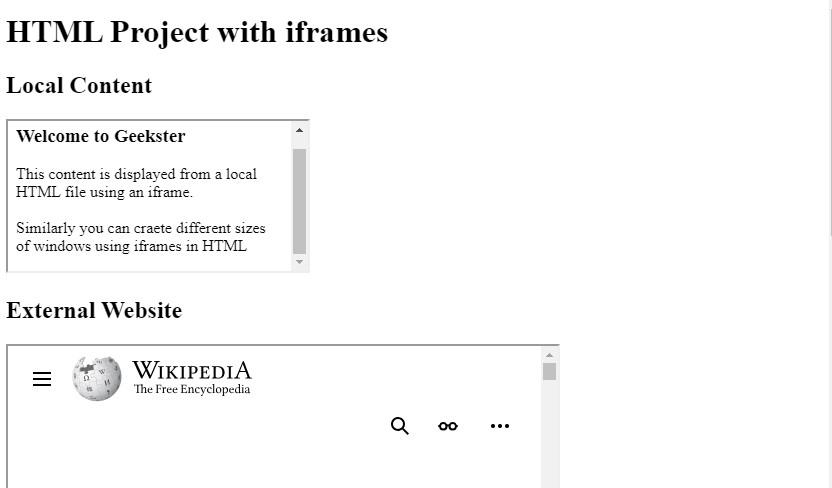 HTML Project with iframes
Local Content
Welcome to Geekster
This content is displayed from a local
HTML file using an iframe.
Similarly you can craete different sizes
of windows using iframes in HTML
External Website
WIKIPEDIA
The Free Encyclopedia